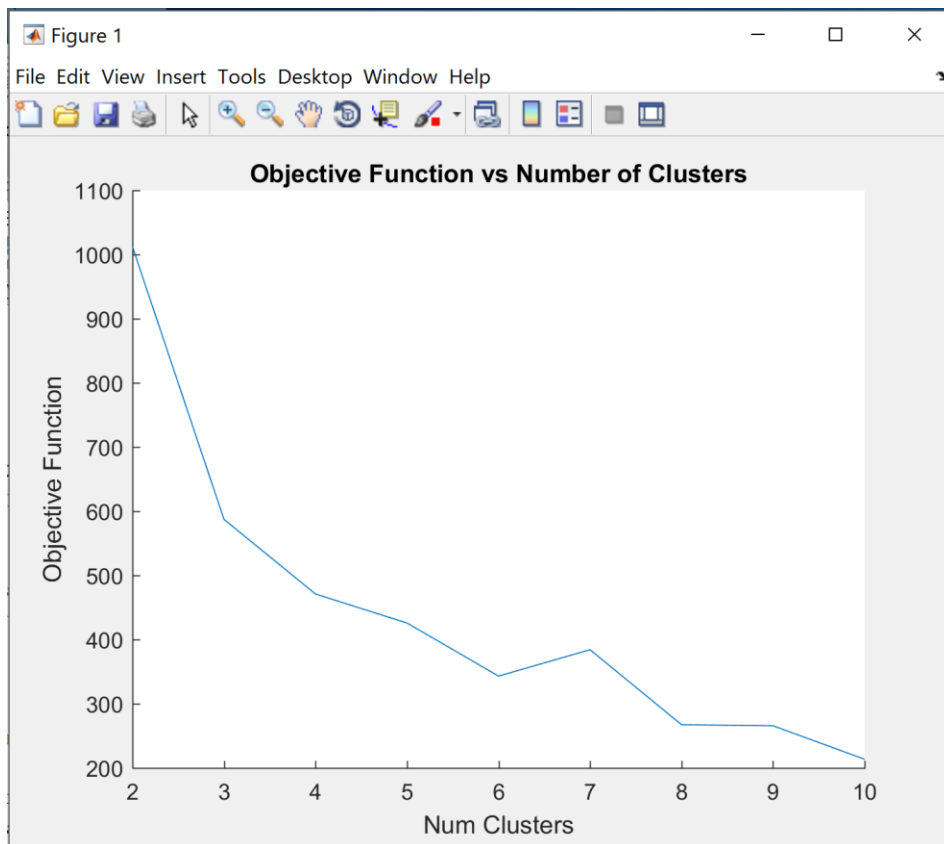 Figure 1
File Edit View Insert Tools Desktop Window Help
Objective Function vs Number of Clusters
1100
1000
900
800
700
600
500
400
300
200
Objective Function
2 3 4 5 6 7 8 9 10
Num Clusters